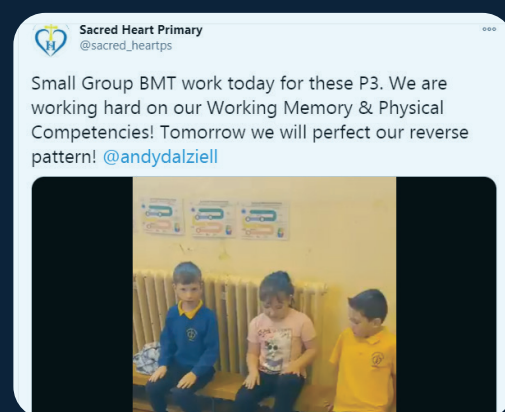 Sacred Heart Primary
@sacred_heartps
Small Group BMT work today for these P3. We are
working hard on our Working Memory & Physical
Competencies! Tomorrow we will perfect our reverse
pattern! @andydalziell